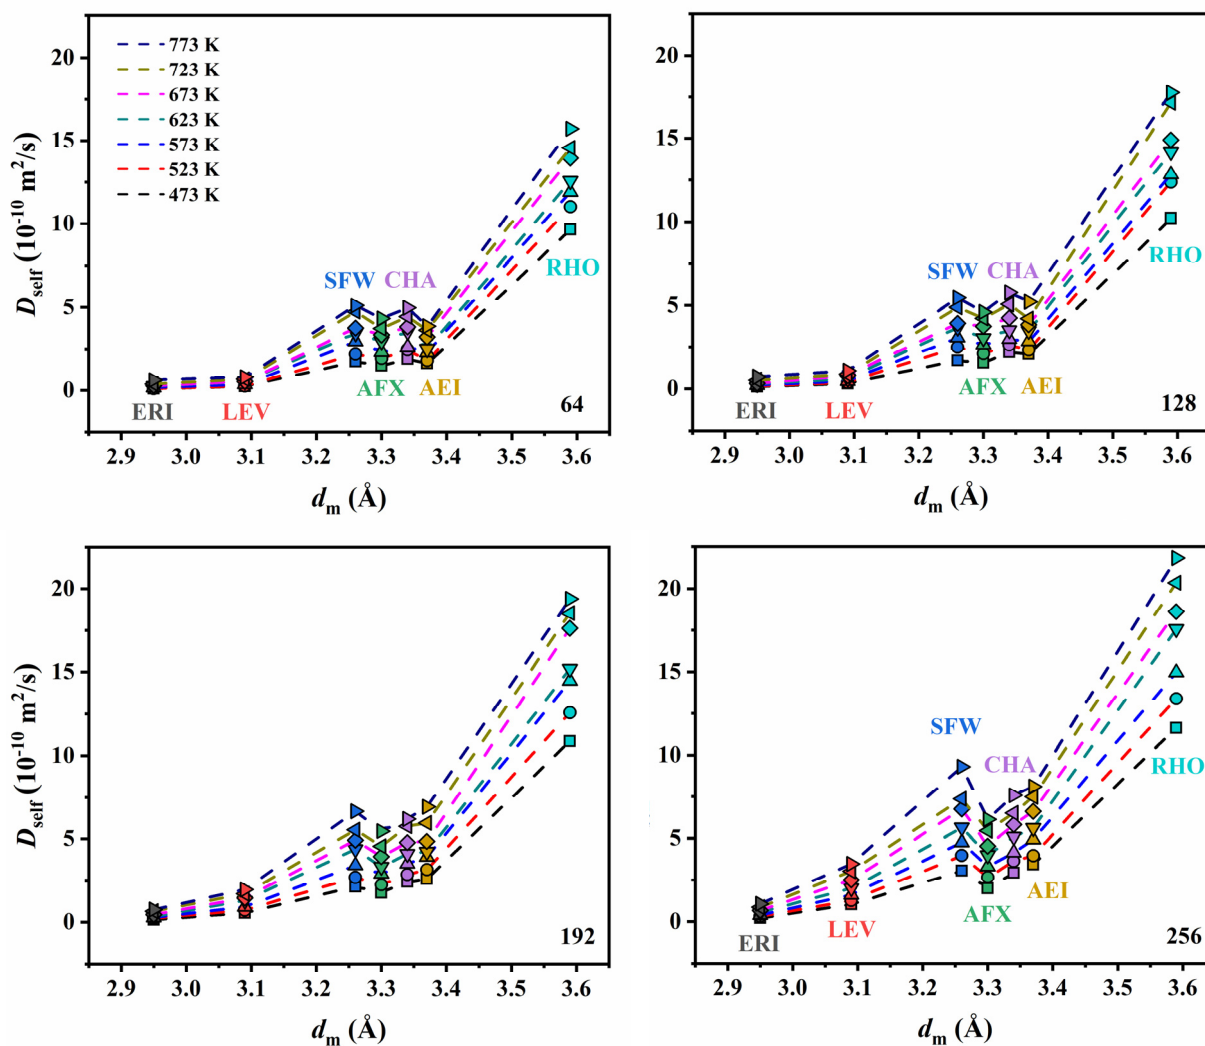 773 K
723 K
673 K
623 K
573 K
523 K
473 K
SFW
CHA
RHO
ERI
LEV
AFX
AEI
64
0
5
10
15
20
2.9 3.0 3.1 3.2 3.3 3.4 3.5 3.6
D_self (10^-10 m^2/s)
d_m (Å)
SFW
CHA
RHO
ERI
LEV
AFX
AEI
128
0
5
10
15
20
2.9 3.0 3.1 3.2 3.3 3.4 3.5 3.6
d_m (Å)
192
0
5
10
15
20
2.9 3.0 3.1 3.2 3.3 3.4 3.5 3.6
D_self (10^-10 m^2/s)
d_m (Å)
SFW
CHA
RHO
ERI
LEV
AFX
AEI
256
0
5
10
15
20
2.9 3.0 3.1 3.2 3.3 3.4 3.5 3.6
d_m (Å)